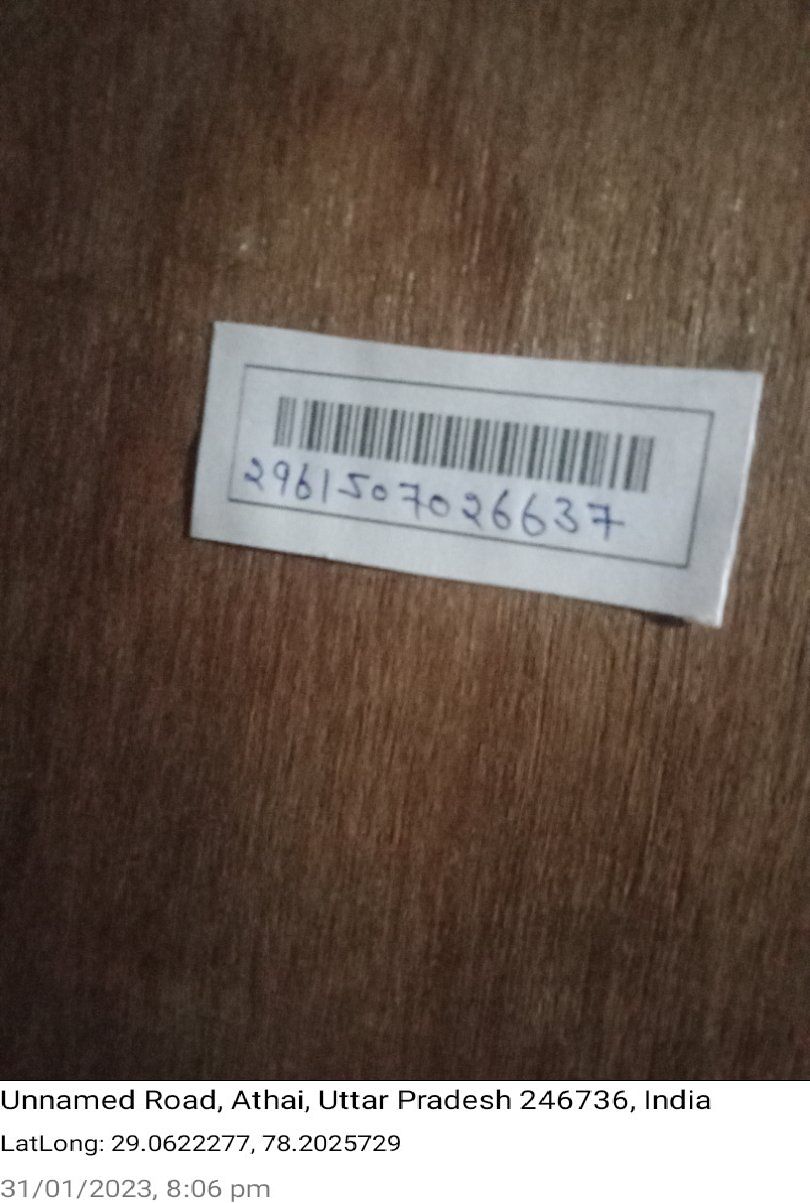 2961507026637
Unnamed Road, Athai, Uttar Pradesh 246736, India
LatLong: 29.0622277, 78.2025729
31/01/2023, 8:06 pm